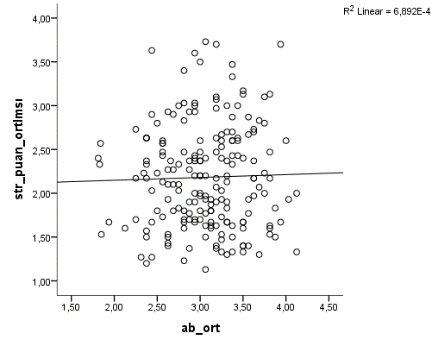 R² Linear = 6,892E-4
4,00
3,50
3,00
2,50
2,00
1,50
1,00
str_puan_ortlmsı
1,50 2,00 2,50 3,00 3,50 4,00 4,50
ab_ort